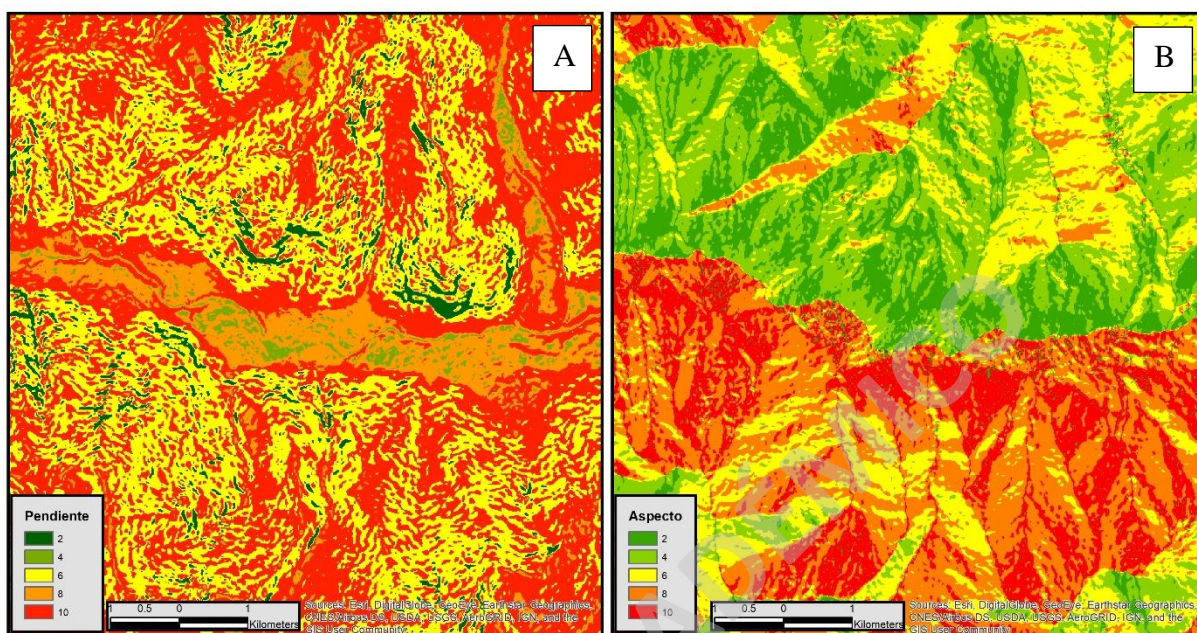 A
B
Pendiente
2
4
6
8
10
1 0.5 0 1
Kilometers
Sources: Esri, DigitalGlobe, GeoEye, Earthstar Geographics,
CNES/Airbus DS, USDA, USGS, AeroGRID, IGN, and the
GIS User Community
Aspecto
2
4
6
8
10
1 0.5 0 1
Kilometers
Sources: Esri, DigitalGlobe, GeoEye, Earthstar Geographics,
CNES/Airbus DS, USDA, USGS, AeroGRID, IGN, and the
GIS User Community